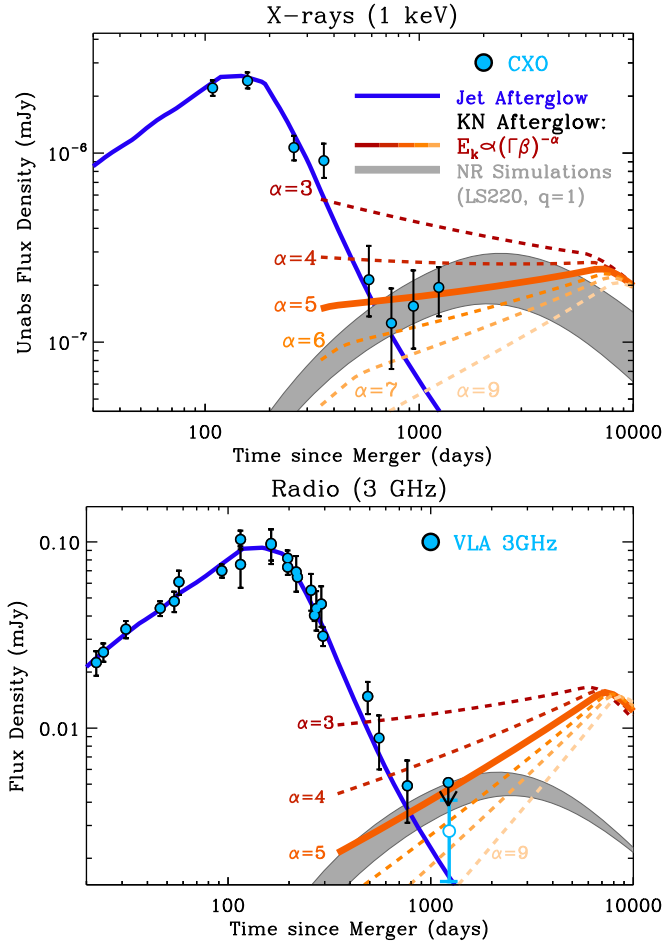 X-rays (1 keV)
CXO
Jet Afterglow
KN Afterglow:
E_k∝(Γβ)^-α
NR Simulations
(LS220, q=1)
α=3
α=4
α=5
α=6
α=7
α=9
10^-6
10^-7
Unabs Flux Density (mJy)
100
1000
10000
Time since Merger (days)
Radio (3 GHz)
VLA 3GHz
0.10
0.01
Flux Density (mJy)
α=3
α=4
α=5
α=9
100
1000
10000
Time since Merger (days)